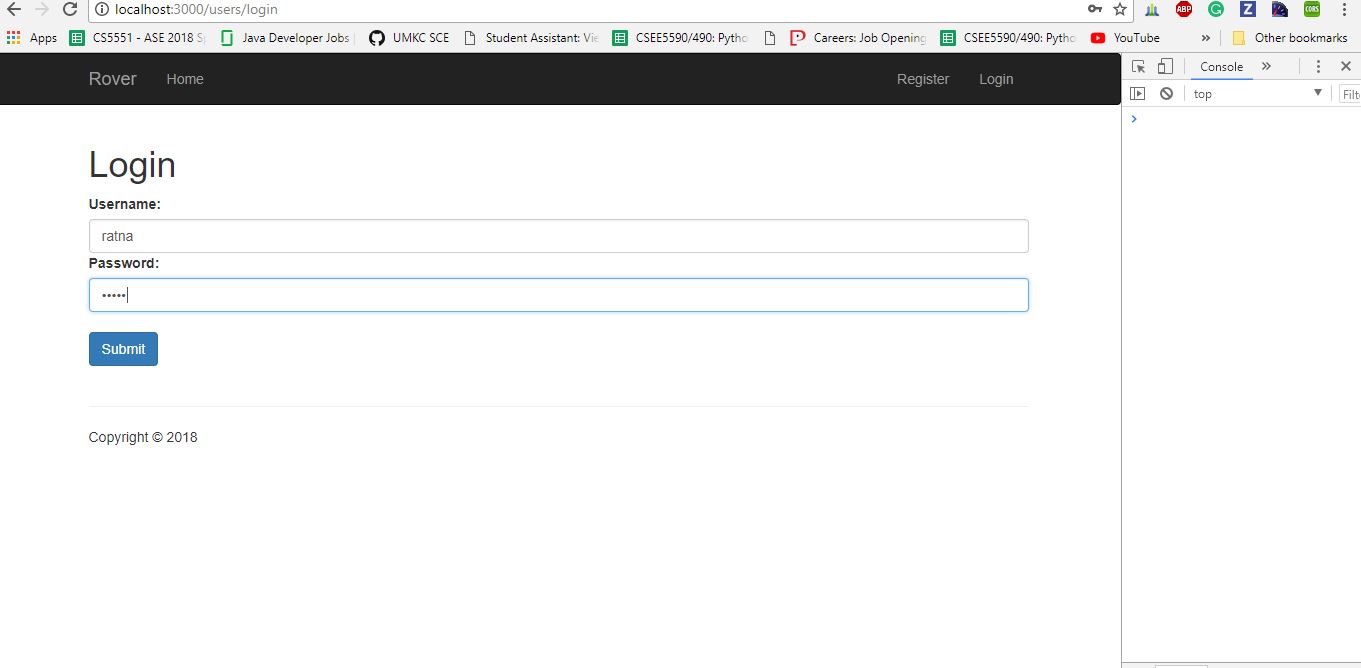 localhost:3000/users/login
ABP
Z
CORS
Apps CS5551 - ASE 2018 Java Developer Jobs UMKC SCE Student Assistant: Vie CSEE5590/490: Pytho Careers: Job Opening CSEE5590/490: Pytho YouTube » Other bookmarks
Rover Home Register Login
Console »
top
Filte
Login
Username:
ratna
Password:
•••••
Submit
Copyright © 2018